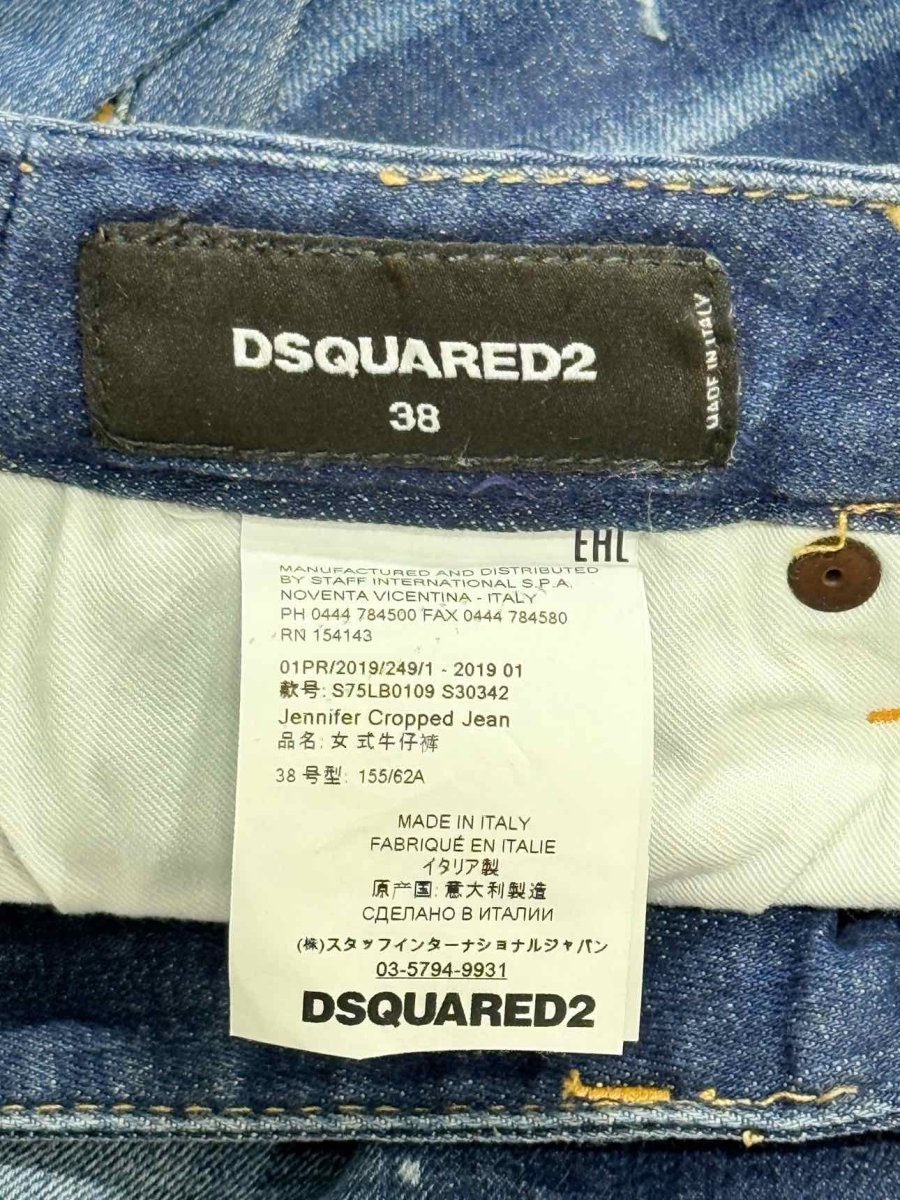 DSQUARED2
38
MADE IN ITALY
EAC
MANUFACTURED AND DISTRIBUTED
BY STAFF INTERNATIONAL S.P.A.
NOVENTA VICENTINA - ITALY
PH 0444 784500 FAX 0444 784580
RN 154143
01PR/2019/249/1 - 2019 01
款号: S75LB0109 S30342
Jennifer Cropped Jean
品名: 女式牛仔裤
38 号型: 155/62A
MADE IN ITALY
FABRIQUÉ EN ITALIE
イタリア製
原产国: 意大利製造
СДЕЛАНО В ИТАЛИИ
(株)スタッフインターナショナルジャパン
03-5794-9931
DSQUARED2